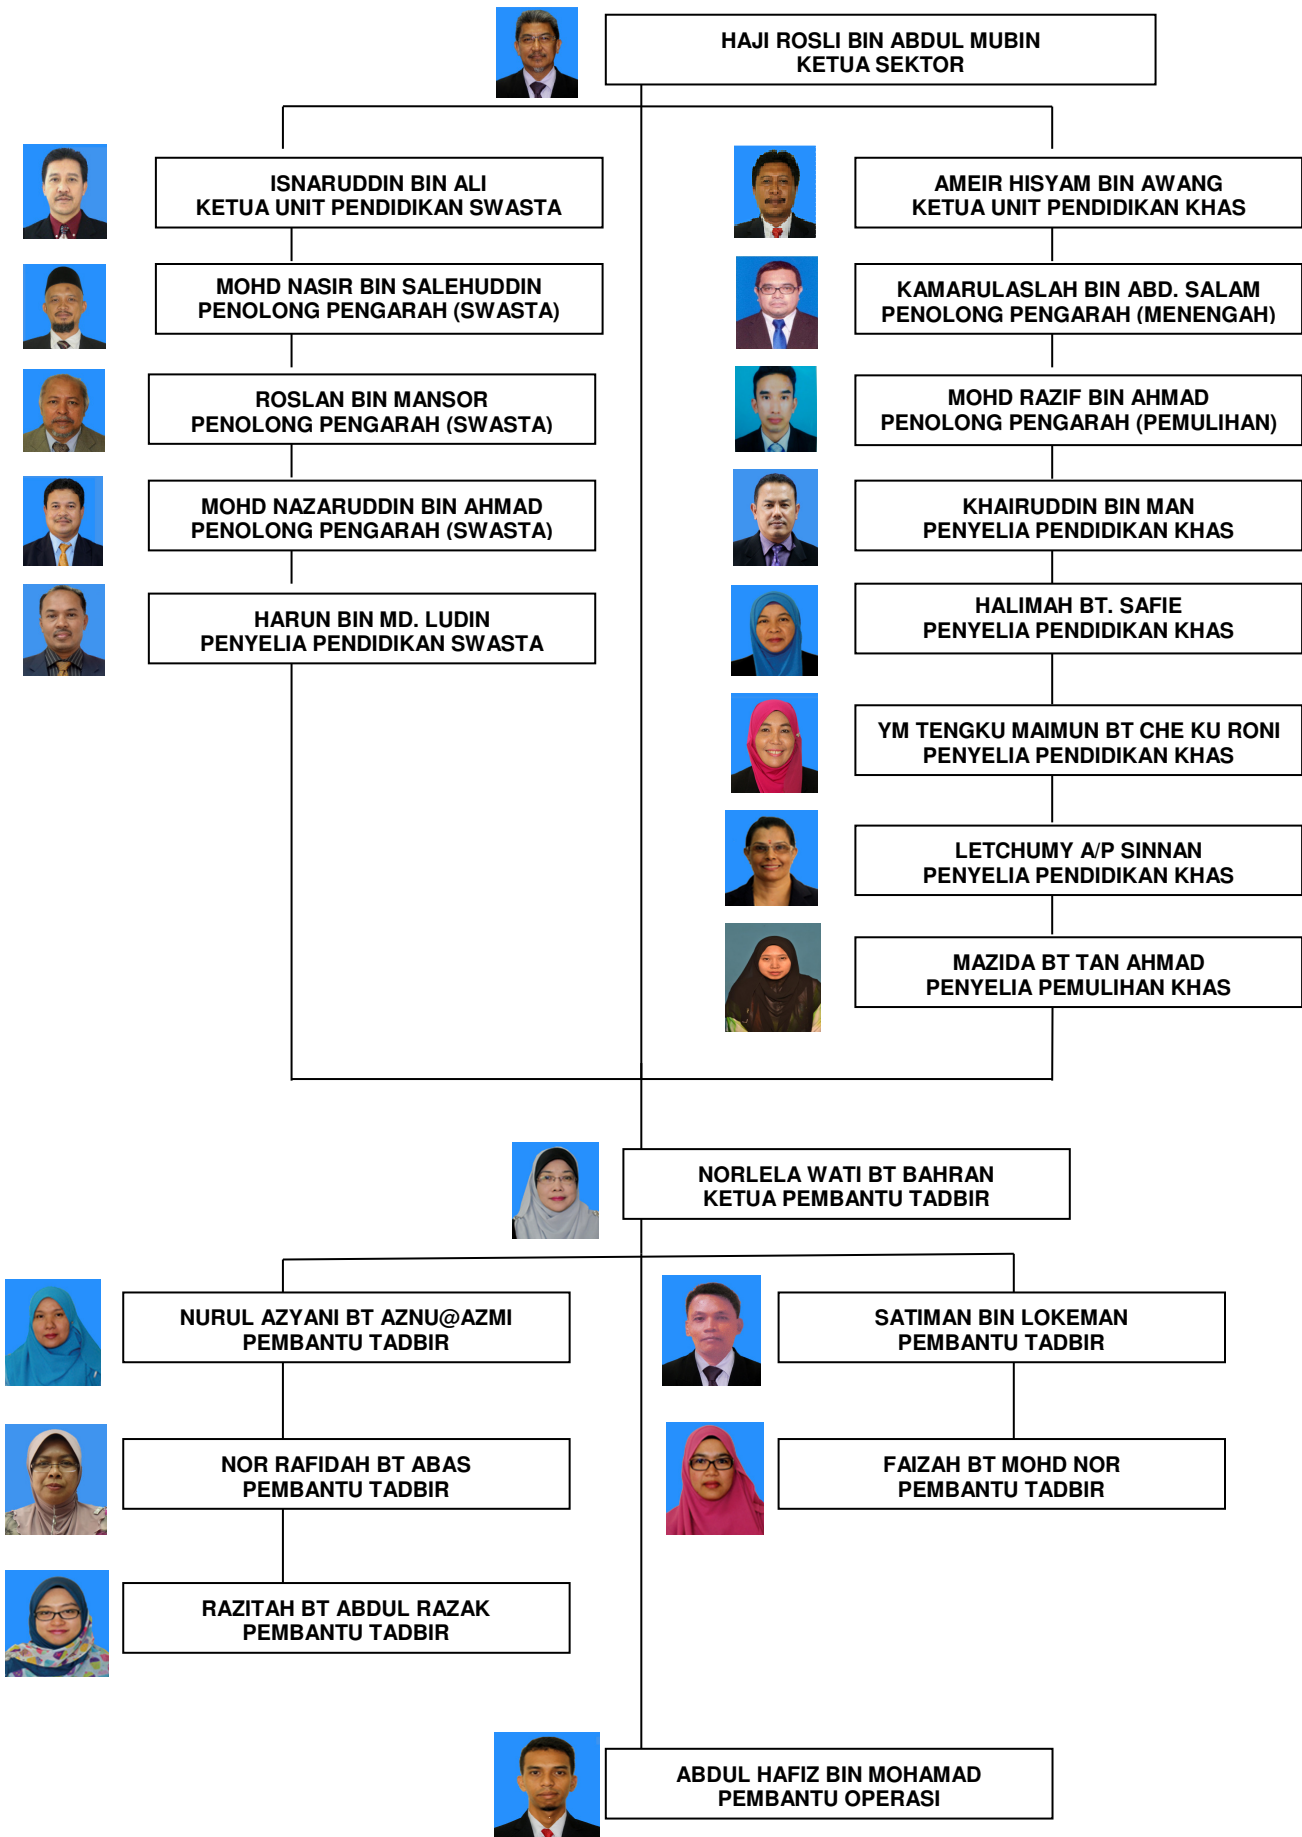 HAJI ROSLI BIN ABDUL MUBIN
KETUA SEKTOR
ISNARUDDIN BIN ALI
KETUA UNIT PENDIDIKAN SWASTA
MOHD NASIR BIN SALEHUDDIN
PENOLONG PENGARAH (SWASTA)
ROSLAN BIN MANSOR
PENOLONG PENGARAH (SWASTA)
MOHD NAZARUDDIN BIN AHMAD
PENOLONG PENGARAH (SWASTA)
HARUN BIN MD. LUDIN
PENYELIA PENDIDIKAN SWASTA
AMEIR HISYAM BIN AWANG
KETUA UNIT PENDIDIKAN KHAS
KAMARULASLAH BIN ABD. SALAM
PENOLONG PENGARAH (MENENGAH)
MOHD RAZIF BIN AHMAD
PENOLONG PENGARAH (PEMULIHAN)
KHAIRUDDIN BIN MAN
PENYELIA PENDIDIKAN KHAS
HALIMAH BT. SAFIE
PENYELIA PENDIDIKAN KHAS
YM TENGKU MAIMUN BT CHE KU RONI
PENYELIA PENDIDIKAN KHAS
LETCHUMY A/P SINNAN
PENYELIA PENDIDIKAN KHAS
MAZIDA BT TAN AHMAD
PENYELIA PEMULIHAN KHAS
NORLELA WATI BT BAHRAN
KETUA PEMBANTU TADBIR
NURUL AZYANI BT AZNU@AZMI
PEMBANTU TADBIR
NOR RAFIDAH BT ABAS
PEMBANTU TADBIR
RAZITAH BT ABDUL RAZAK
PEMBANTU TADBIR
SATIMAN BIN LOKEMAN
PEMBANTU TADBIR
FAIZAH BT MOHD NOR
PEMBANTU TADBIR
ABDUL HAFIZ BIN MOHAMAD
PEMBANTU OPERASI